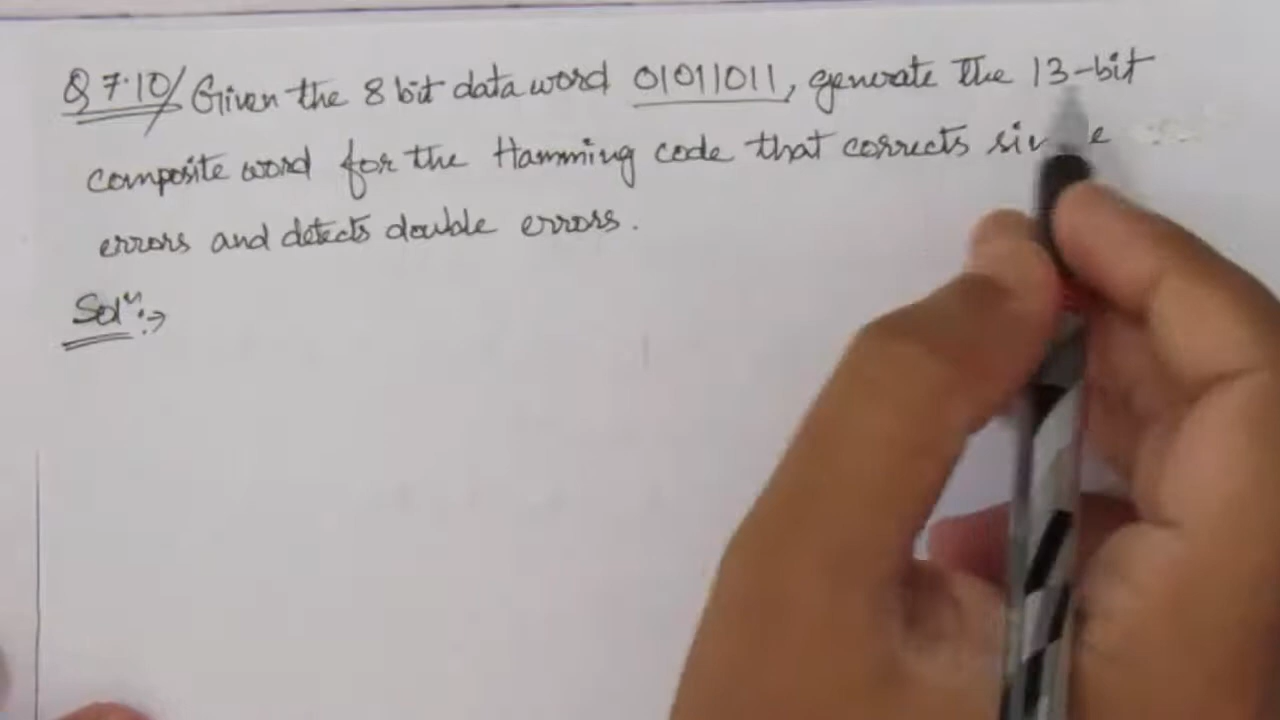 Q 7.10/ Given the 8 bit data word 01011011, generate the 13-bit
composite word for the Hamming code that corrects
errors and detects double errors.
Solⁿ:→